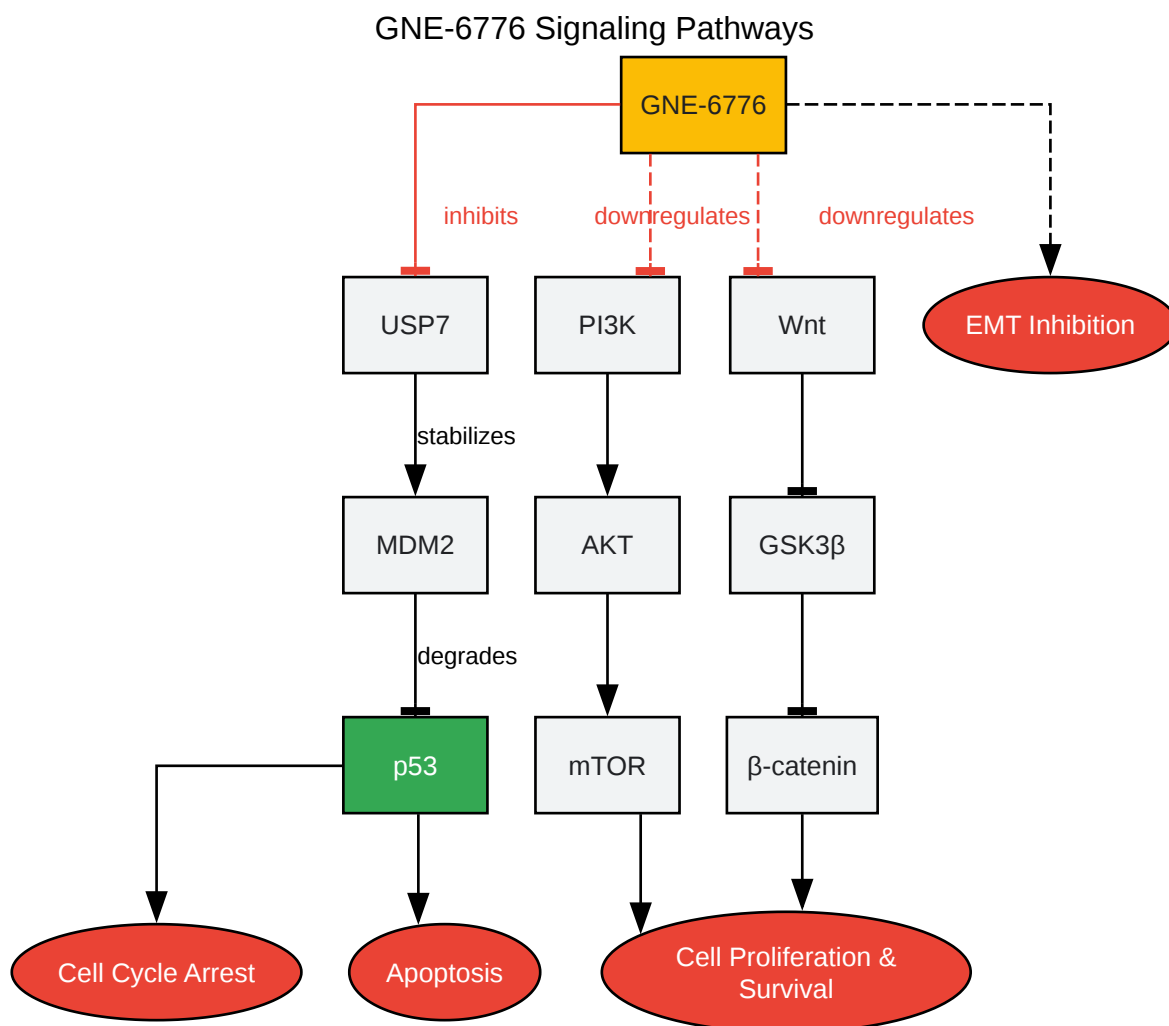 GNE-6776 Signaling Pathways
GNE-6776
inhibits
downregulates
downregulates
USP7
PI3K
Wnt
EMT Inhibition
stabilizes
MDM2
AKT
GSK3β
degrades
p53
mTOR
β-catenin
Cell Cycle Arrest
Apoptosis
Cell Proliferation &
Survival